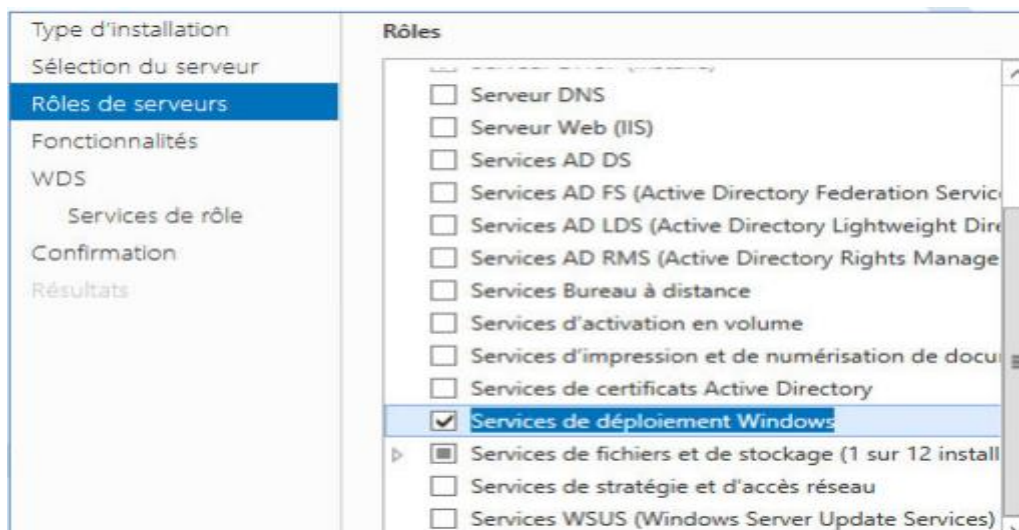 Type d'installation
Sélection du serveur
Rôles de serveurs
Fonctionnalités
WDS
Services de rôle
Confirmation
Résultats
Rôles
Serveur DNS
Serveur Web (IIS)
Services AD DS
Services AD FS (Active Directory Federation Servic
Services AD LDS (Active Directory Lightweight Dire
Services AD RMS (Active Directory Rights Manage
Services Bureau à distance
Services d'activation en volume
Services d'impression et de numérisation de docu
Services de certificats Active Directory
Services de déploiement Windows
Services de fichiers et de stockage (1 sur 12 install
Services de stratégie et d'accès réseau
Services WSUS (Windows Server Update Services)